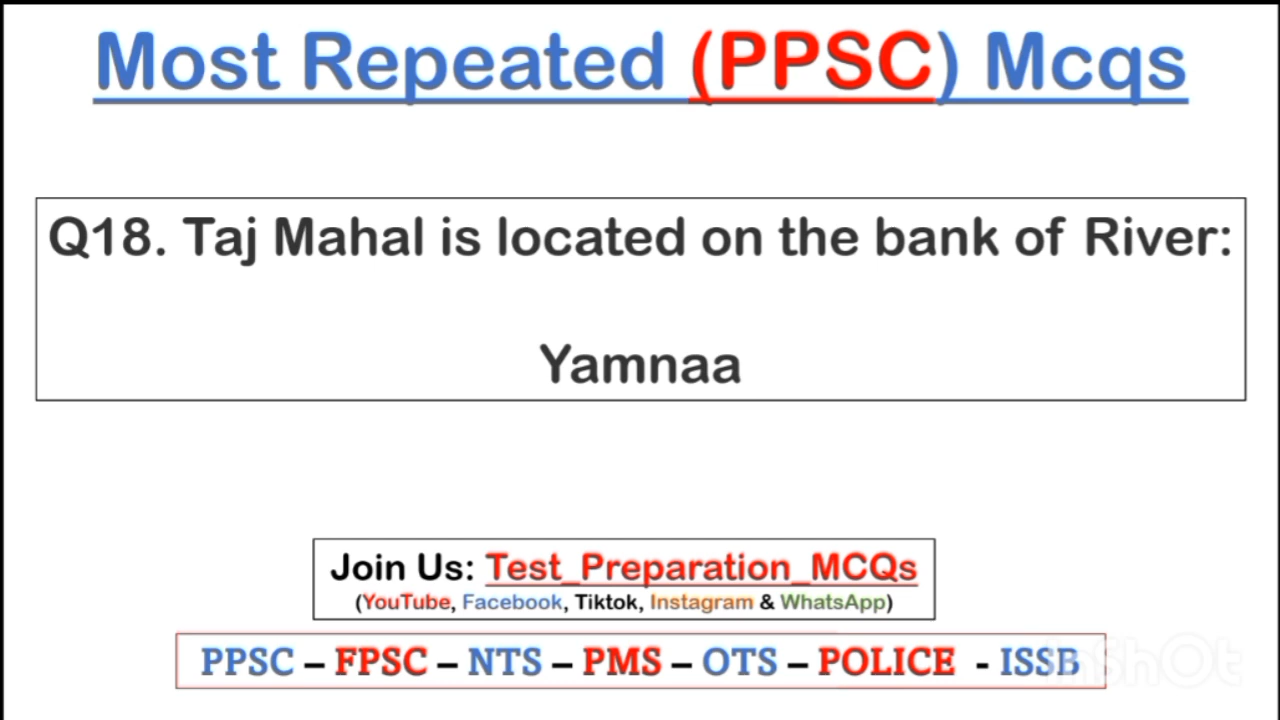 Most Repeated (PPSC) Mcqs
Q18. Taj Mahal is located on the bank of River:
Yamnaa
Join Us: Test_Preparation_MCQs
(YouTube, Facebook, Tiktok, Instagram & WhatsApp)
PPSC – FPSC – NTS – PMS – OTS – POLICE - ISSB
InShOt